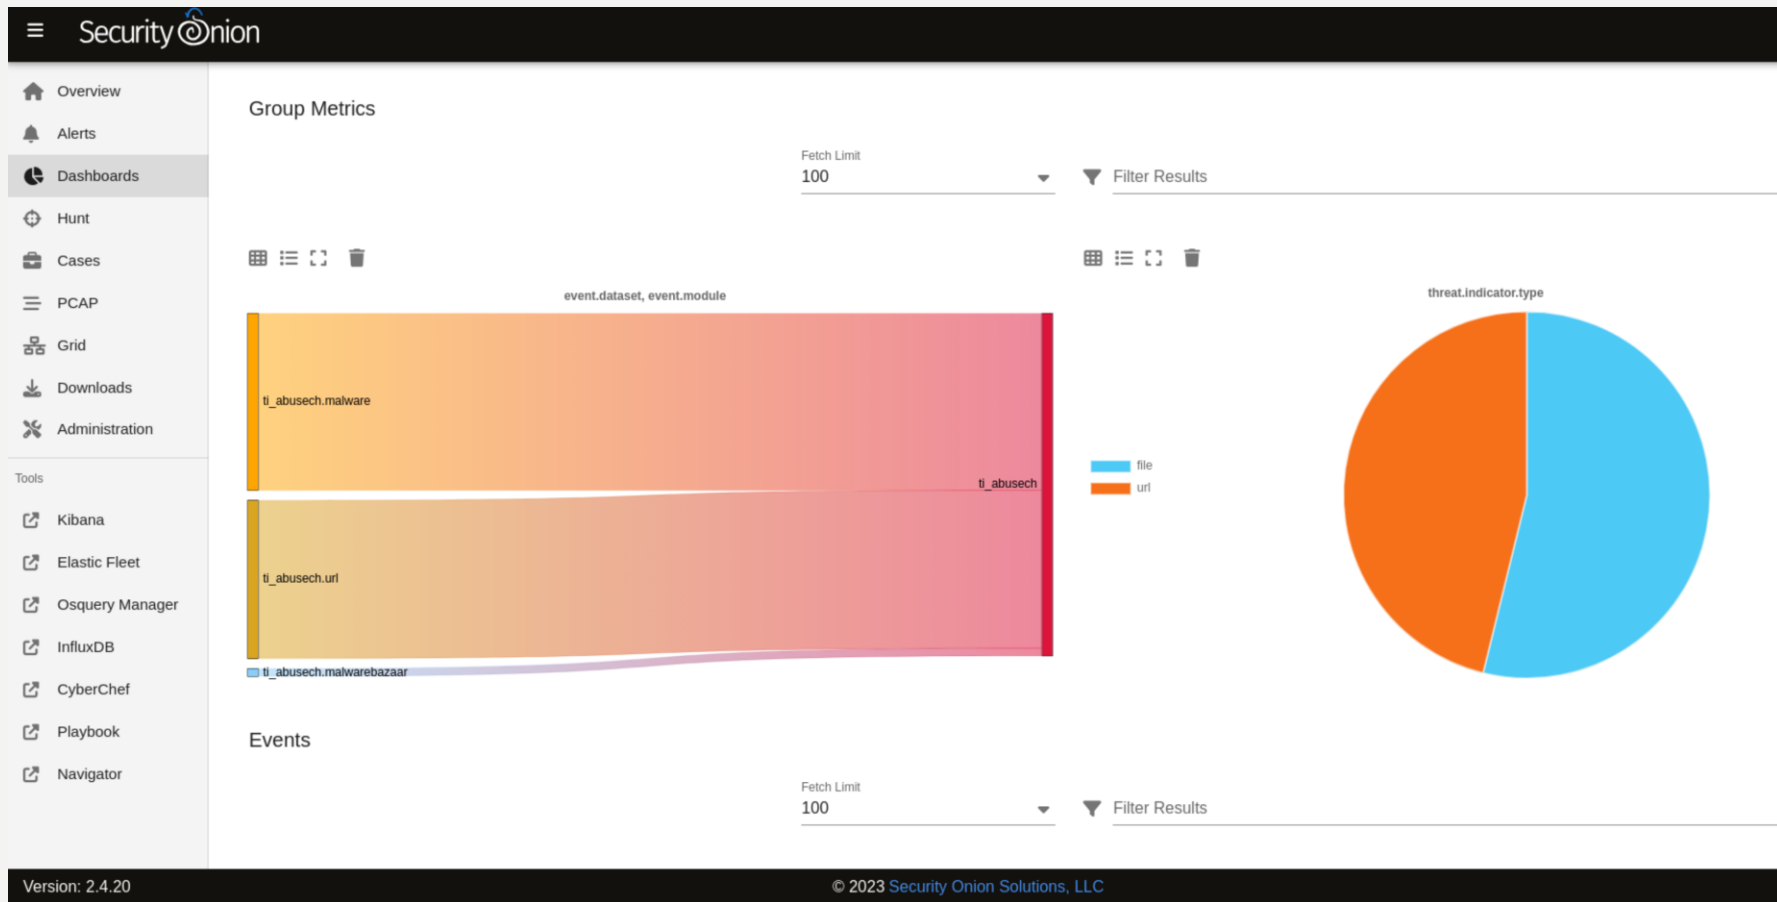 Security Onion
Overview
Alerts
Dashboards
Hunt
Cases
PCAP
Grid
Downloads
Administration
Tools
Kibana
Elastic Fleet
Osquery Manager
InfluxDB
CyberChef
Playbook
Navigator
Group Metrics
Fetch Limit
100
Filter Results
event.dataset, event.module
ti_abusech.malware
ti_abusech
ti_abusech.url
ti_abusech.malwarebazaar
threat.indicator.type
file
url
Events
Fetch Limit
100
Filter Results
Version: 2.4.20
© 2023 Security Onion Solutions, LLC